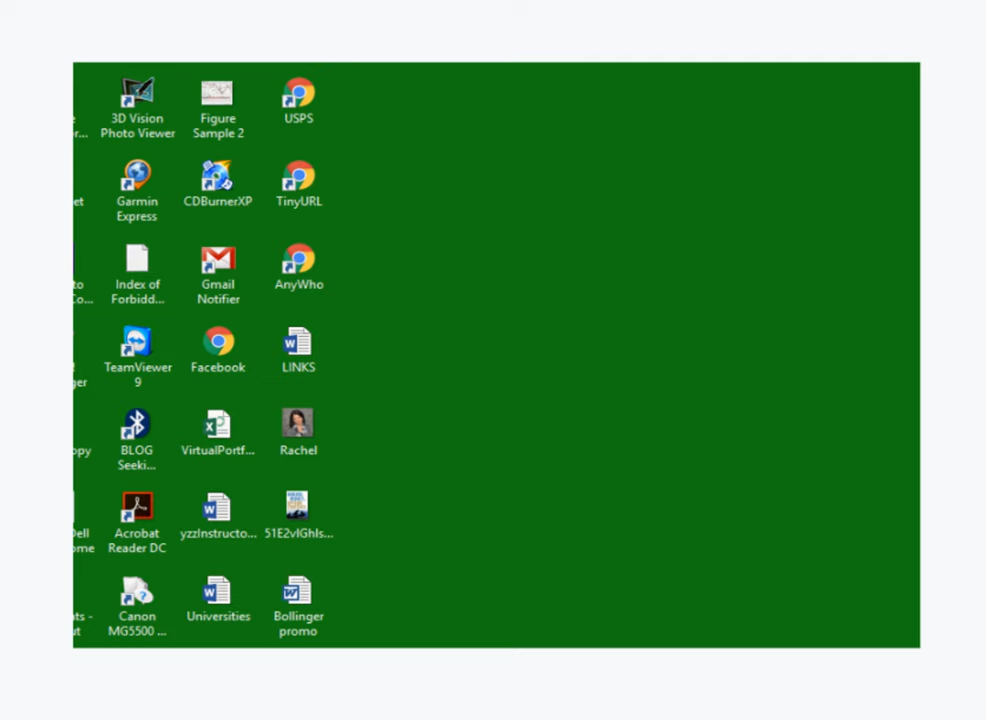 3D Vision
Photo Viewer
Figure
Sample 2
USPS
Garmin
Express
CDBurnerXP
TinyURL
Index of
Forbidd...
Gmail
Notifier
AnyWho
TeamViewer
9
Facebook
LINKS
BLOG
Seeki...
VirtualPortf...
Rachel
Acrobat
Reader DC
yzzInstructo...
51E2vIGhIs...
Canon
MG5500 ...
Universities
Bollinger
promo